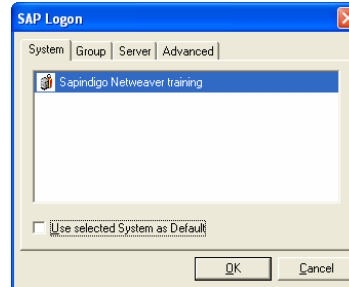 SAP Logon
System Group Server Advanced
Sapindigo Netweaver training
Use selected System as Default
OK Cancel